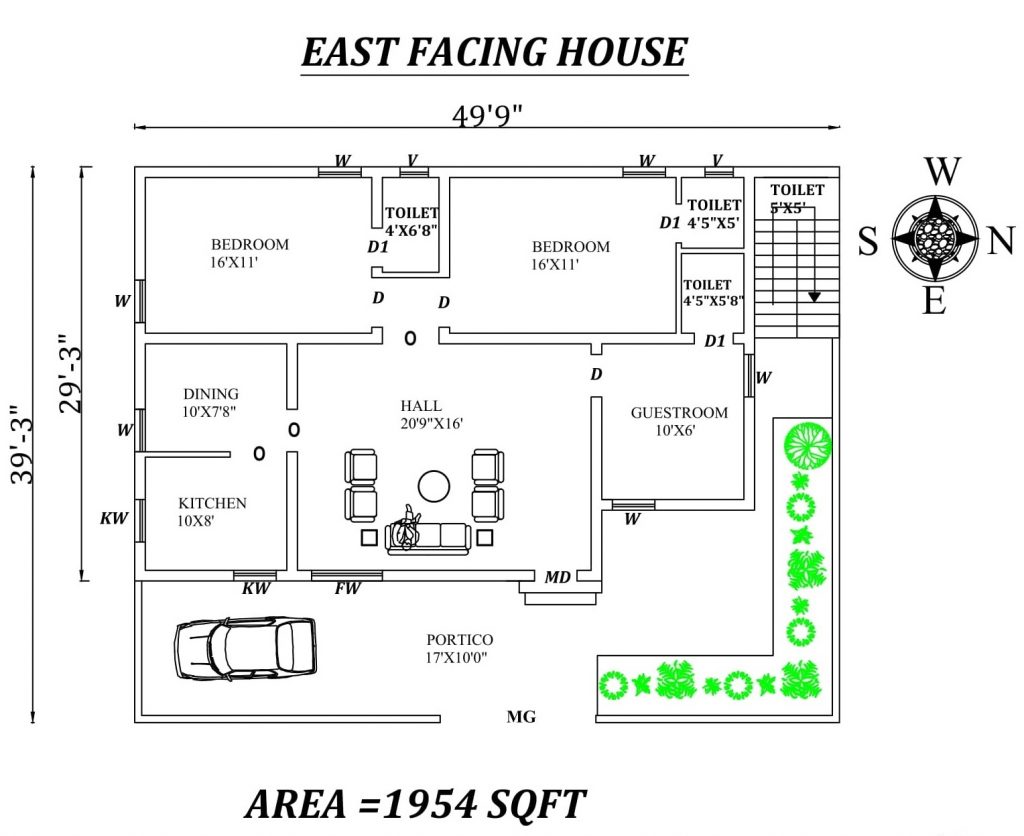 EAST FACING HOUSE
49'9"
W
V
W
V
W
S
N
E
TOILET
5'X5'
TOILET
4'X6'8"
D1
TOILET
4'5"X5'
D1
BEDROOM
16'X11'
BEDROOM
16'X11'
TOILET
4'5"X5'8"
W
D
D
D1
O
29'-3"
39'-3"
DINING
10'X7'8"
HALL
20'9"X16'
D
W
GUESTROOM
10'X6'
W
O
O
KITCHEN
10X8'
KW
W
KW
FW
MD
PORTICO
17'X10'0"
MG
AREA =1954 SQFT